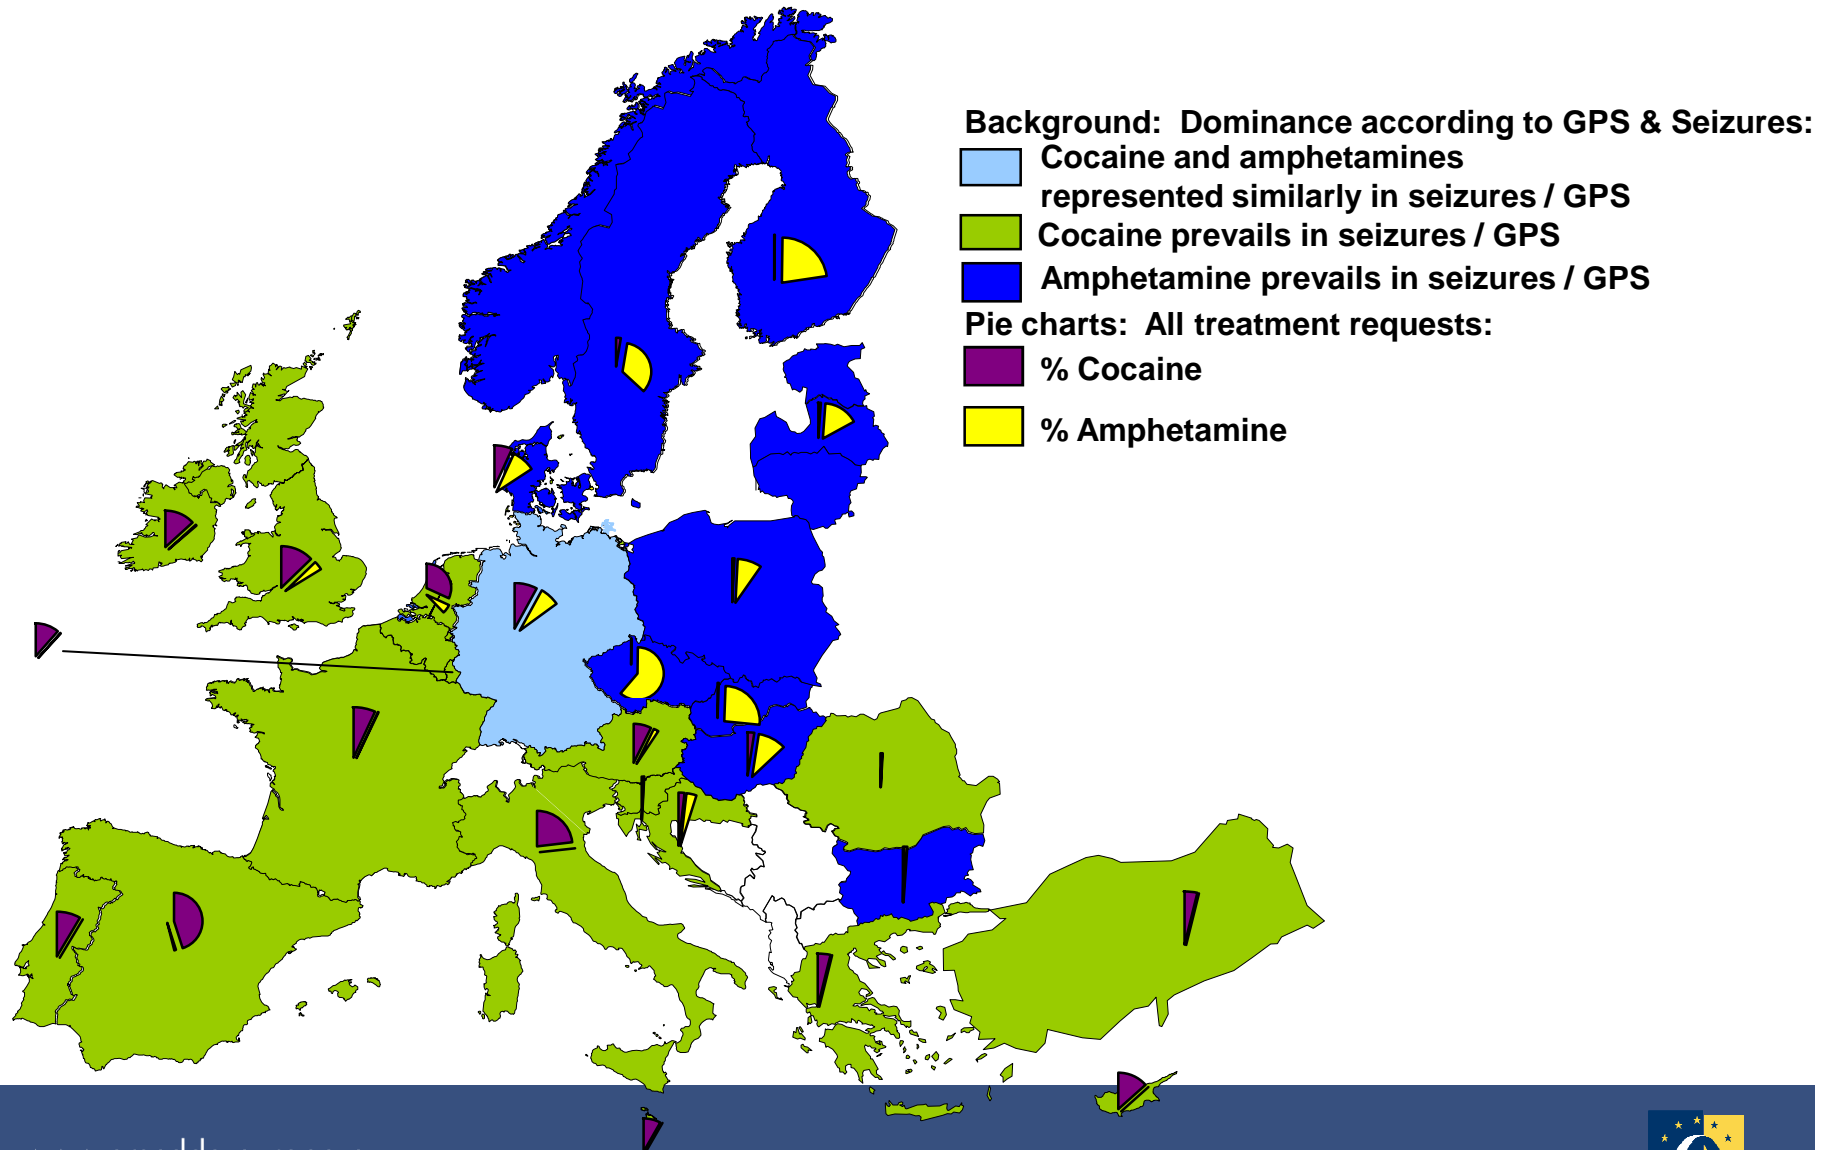 Background: Dominance according to GPS & Seizures:
Cocaine and amphetamines
represented similarly in seizures / GPS
Cocaine prevails in seizures / GPS
Amphetamine prevails in seizures / GPS
Pie charts: All treatment requests:
% Cocaine
% Amphetamine